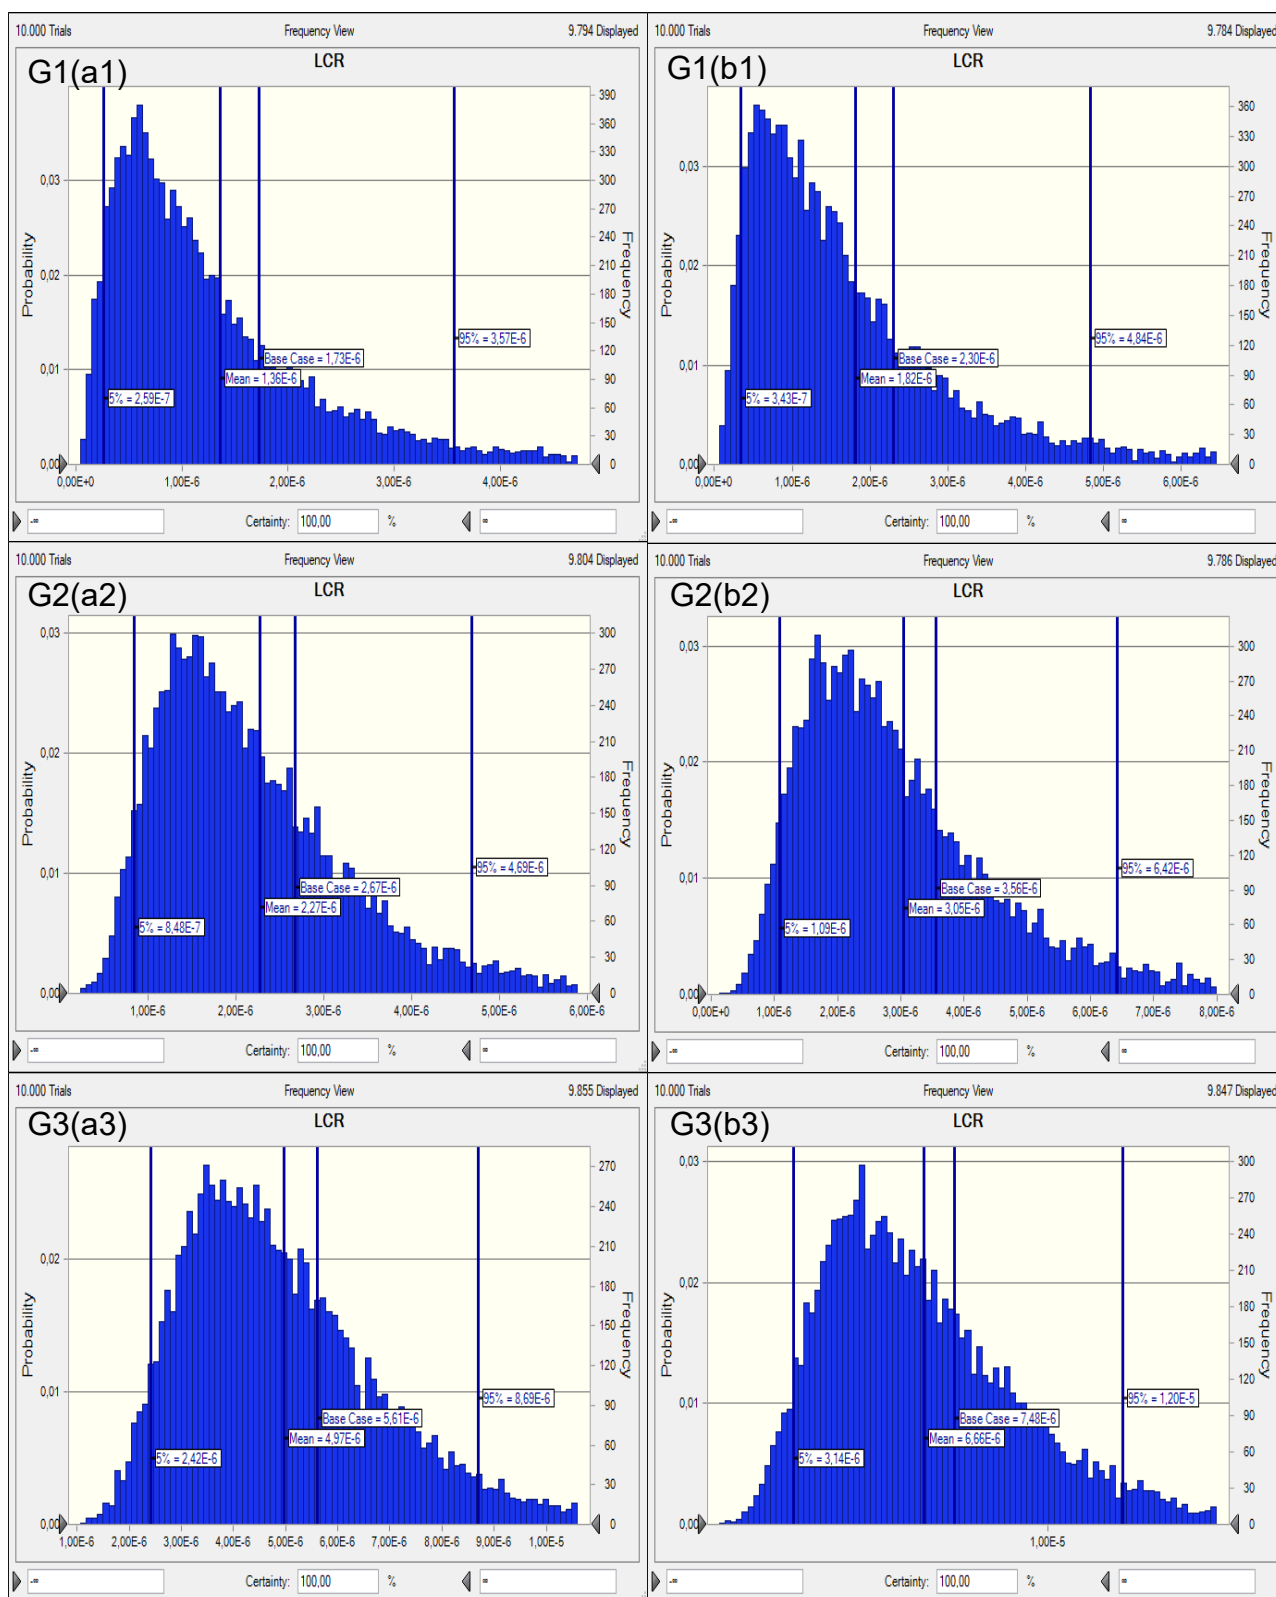 10.000 Trials Frequency View 9.794 Displayed
LCR
G1(a1)
390
360
330
0,03 300
270
240
0,02 210
180
150
0,01 120
90
60
30
0,00 0
Probability
Frequency
Base Case = 1,73E-6
95% = 3,57E-6
Mean = 1,36E-6
5% = 2,59E-7
0,00E+0 1,00E-6 2,00E-6 3,00E-6 4,00E-6
-∞ Certainty: 100,00 % ∞
10.000 Trials Frequency View 9.784 Displayed
LCR
G1(b1)
360
330
0,03 300
270
240
210
0,02 180
150
120
0,01 90
60
30
0,00 0
Probability
Frequency
95% = 4,84E-6
Base Case = 2,30E-6
Mean = 1,82E-6
5% = 3,43E-7
0,00E+0 1,00E-6 2,00E-6 3,00E-6 4,00E-6 5,00E-6 6,00E-6
-∞ Certainty: 100,00 % ∞
10.000 Trials Frequency View 9.804 Displayed
LCR
G2(a2)
0,03 300
270
240
210
0,02 180
150
120
0,01 90
60
30
0,00 0
Probability
Frequency
95% = 4,69E-6
Base Case = 2,67E-6
Mean = 2,27E-6
5% = 8,48E-7
1,00E-6 2,00E-6 3,00E-6 4,00E-6 5,00E-6 6,00E-6
-∞ Certainty: 100,00 % ∞
10.000 Trials Frequency View 9.786 Displayed
LCR
G2(b2)
0,03 300
270
240
210
0,02 180
150
120
0,01 90
60
30
0,00 0
Probability
Frequency
95% = 6,42E-6
Base Case = 3,56E-6
Mean = 3,05E-6
5% = 1,09E-6
0,00E+0 1,00E-6 2,00E-6 3,00E-6 4,00E-6 5,00E-6 6,00E-6 7,00E-6 8,00E-6
-∞ Certainty: 100,00 % ∞
10.000 Trials Frequency View 9.855 Displayed
LCR
G3(a3)
270
240
0,02 210
180
150
0,01 120
90
60
30
0,00 0
Probability
Frequency
95% = 8,69E-6
Base Case = 5,61E-6
Mean = 4,97E-6
5% = 2,42E-6
1,00E-6 2,00E-6 3,00E-6 4,00E-6 5,00E-6 6,00E-6 7,00E-6 8,00E-6 9,00E-6 1,00E-5
-∞ Certainty: 100,00 % ∞
10.000 Trials Frequency View 9.847 Displayed
LCR
G3(b3)
0,03 300
270
240
210
0,02 180
150
120
0,01 90
60
30
0,00 0
Probability
Frequency
95% = 1,20E-5
Base Case = 7,48E-6
Mean = 6,66E-6
5% = 3,14E-6
1,00E-5
-∞ Certainty: 100,00 % ∞